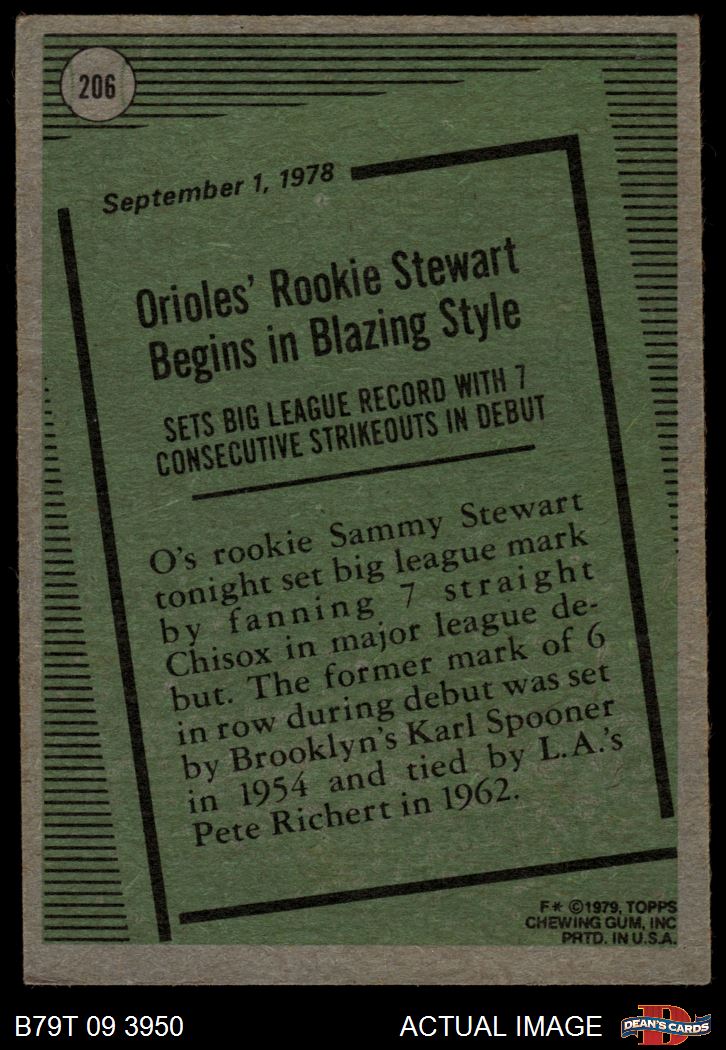 206
September 1, 1978
Orioles' Rookie Stewart
Begins in Blazing Style
SETS BIG LEAGUE RECORD WITH 7
CONSECUTIVE STRIKEOUTS IN DEBUT
O's rookie Sammy Stewart
tonight set big league mark
by fanning 7 straight
Chisox in major league de-
but. The former mark of 6
in row during debut was set
by Brooklyn's Karl Spooner
in 1954 and tied by L.A.'s
Pete Richert in 1962.
F* ©1979, TOPPS
CHEWING GUM, INC
PRTD. IN U.S.A.
B79T 09 3950
ACTUAL IMAGE
D
DEAN'S CARDS